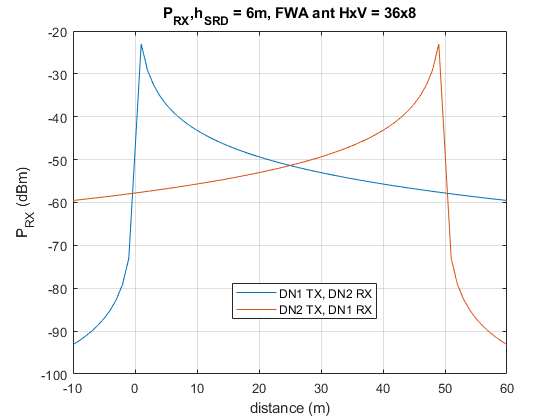 P_RX,h_SRD = 6m, FWA ant HxV = 36x8
-20
-30
-40
-50
-60
-70
-80
-90
-100
P_RX (dBm)
DN1 TX, DN2 RX
DN2 TX, DN1 RX
-10 0 10 20 30 40 50 60
distance (m)